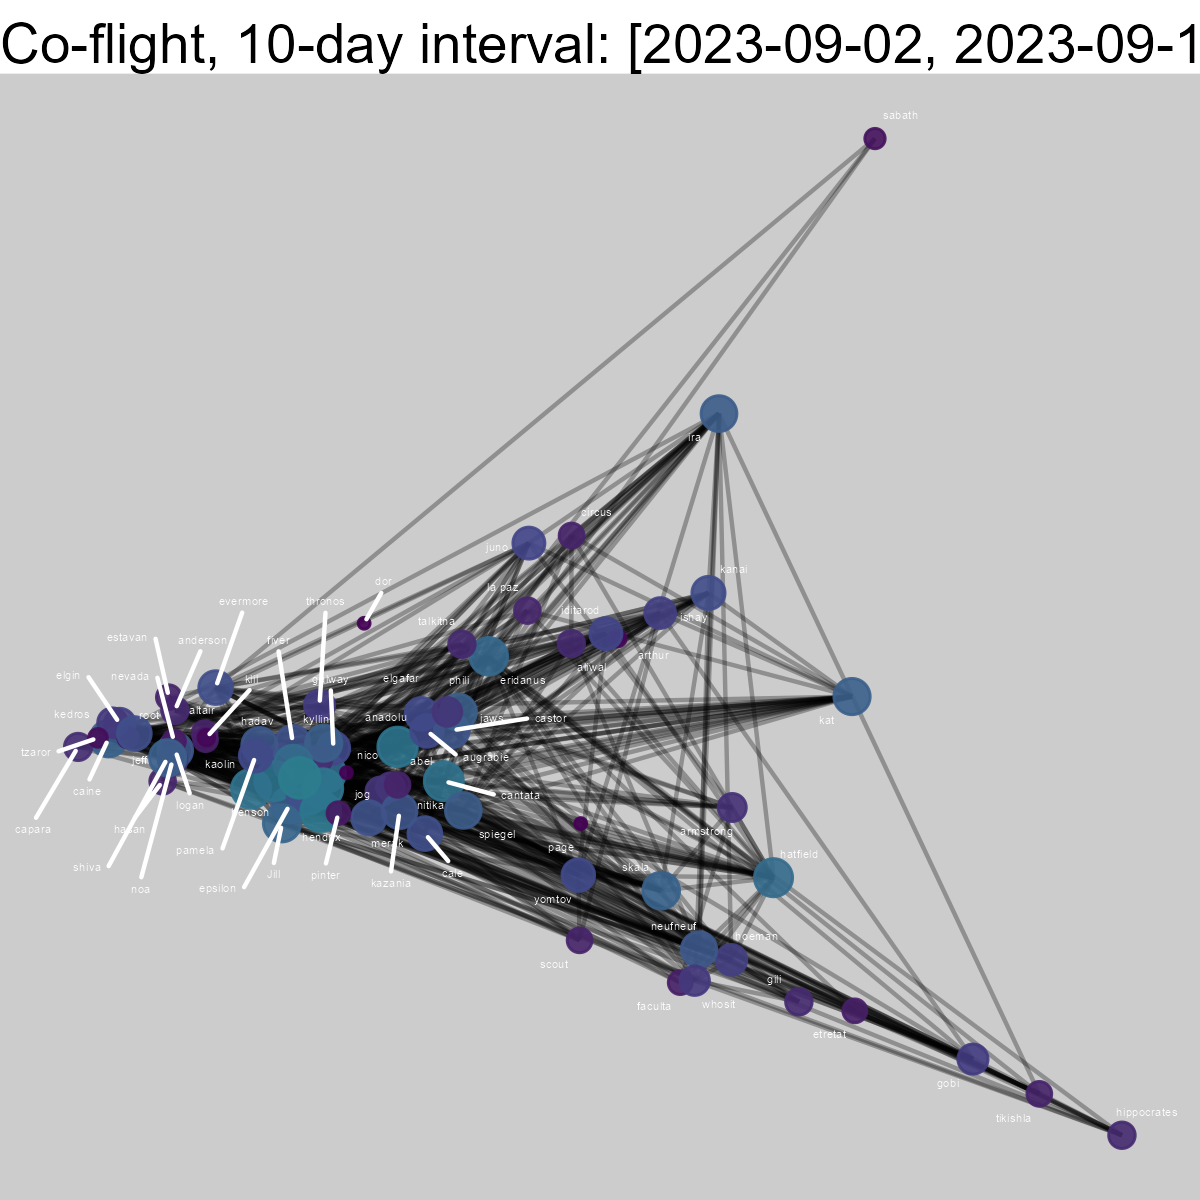 Co-flight, 10-day interval: [2023-09-02, 2023-09-1
sabath
ira
circus
juno
kanai
dor
la paz
evermore
thronos
iditarod
ishay
talkitna
estavan
anderson
fiver
arthur
aliwal
elgin
nevada
klil
galway
elgafar
phili
eridanus
kedros
root
altair
hadav
kyllini
anadolu
jaws
castor
kat
tzaror
jeff
kaolin
nico
abel
augrabie
caine
logan
jog
nitika
cantata
capara
hasan
benson
hendrix
merak
spiegel
armstrong
page
pamela
hatfield
shiva
noa
epsilon
Jill
pinter
kazania
cale
skala
yomtov
neufneuf
boeman
scout
gili
faculta
whosit
etretat
gobi
tikishla
hippocrates